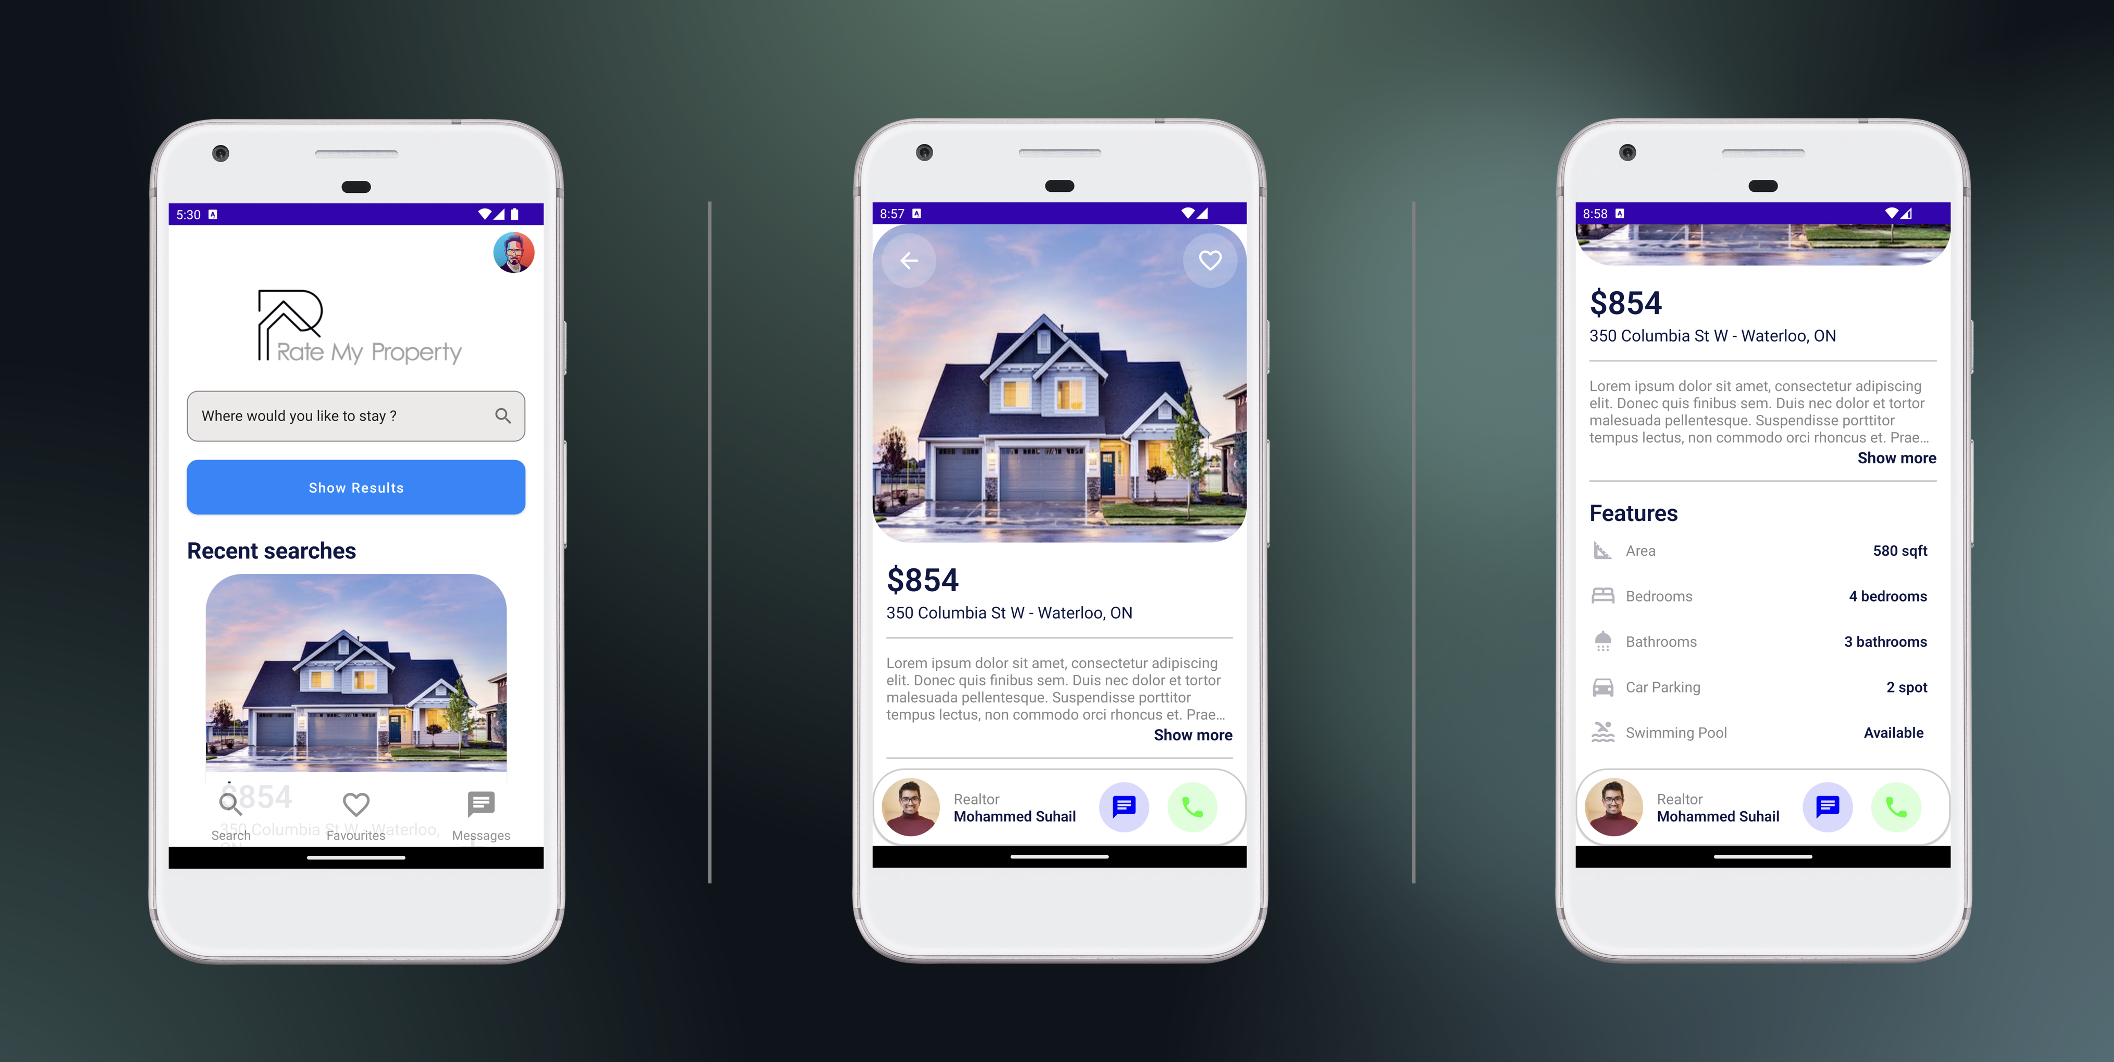 5:30
Rate My Property
Where would you like to stay ?
Show Results
Recent searches
$854
350 Columbia St W - Waterloo,
ON
Search
Favourites
Messages
8:57
$854
350 Columbia St W - Waterloo, ON
Lorem ipsum dolor sit amet, consectetur adipiscing
elit. Donec quis finibus sem. Duis nec dolor et tortor
malesuada pellentesque. Suspendisse porttitor
tempus lectus, non commodo orci rhoncus et. Prae...
Show more
Realtor
Mohammed Suhail
8:58
$854
350 Columbia St W - Waterloo, ON
Lorem ipsum dolor sit amet, consectetur adipiscing
elit. Donec quis finibus sem. Duis nec dolor et tortor
malesuada pellentesque. Suspendisse porttitor
tempus lectus, non commodo orci rhoncus et. Prae...
Show more
Features
Area
580 sqft
Bedrooms
4 bedrooms
Bathrooms
3 bathrooms
Car Parking
2 spot
Swimming Pool
Available
Realtor
Mohammed Suhail